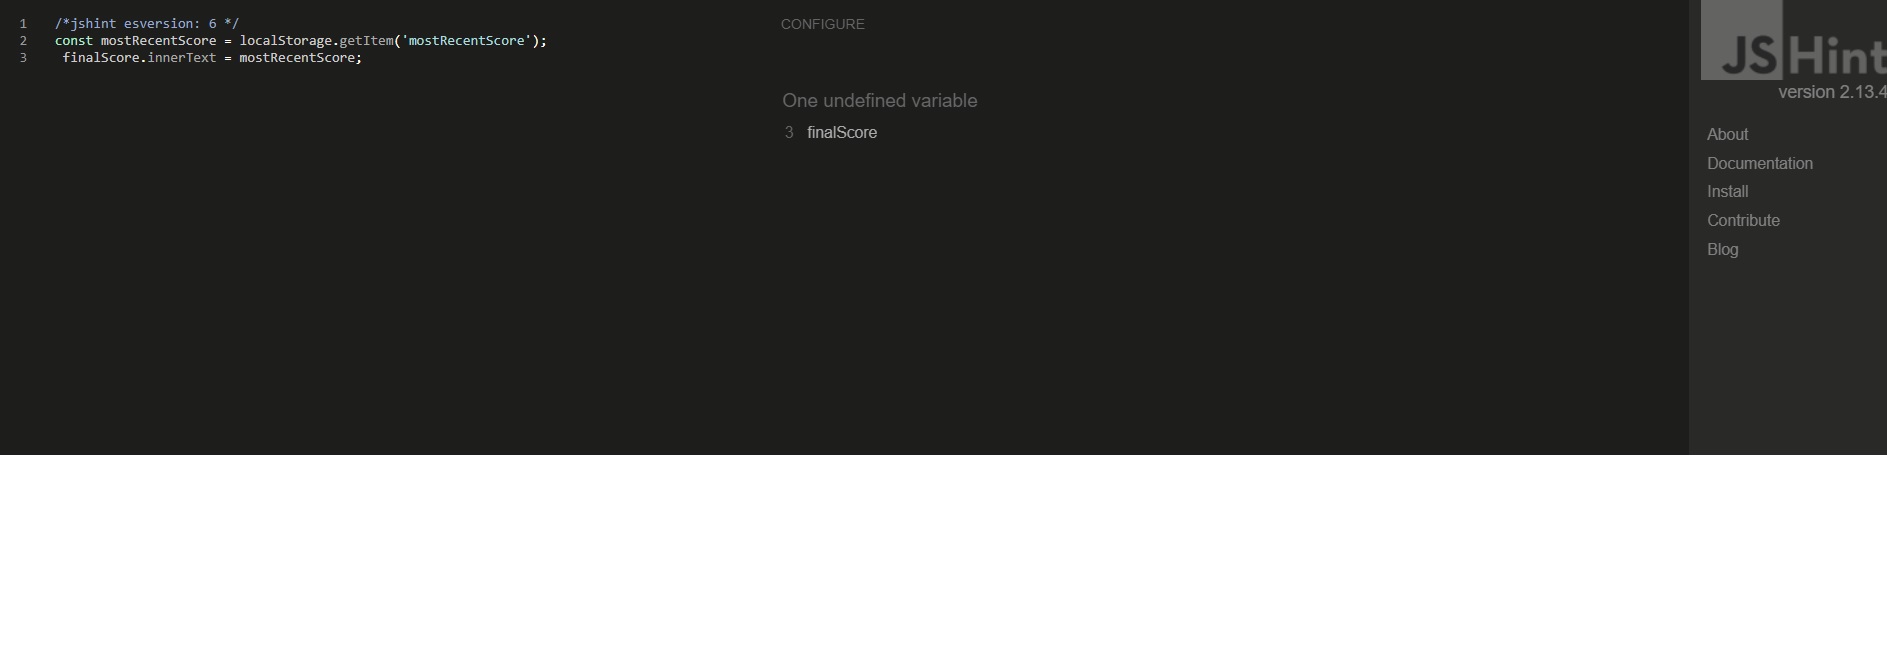 1 /*jshint esversion: 6 */
2 const mostRecentScore = localStorage.getItem('mostRecentScore');
3 finalScore.innerText = mostRecentScore;
CONFIGURE
One undefined variable
3 finalScore
JSHint
version 2.13.4
About
Documentation
Install
Contribute
Blog